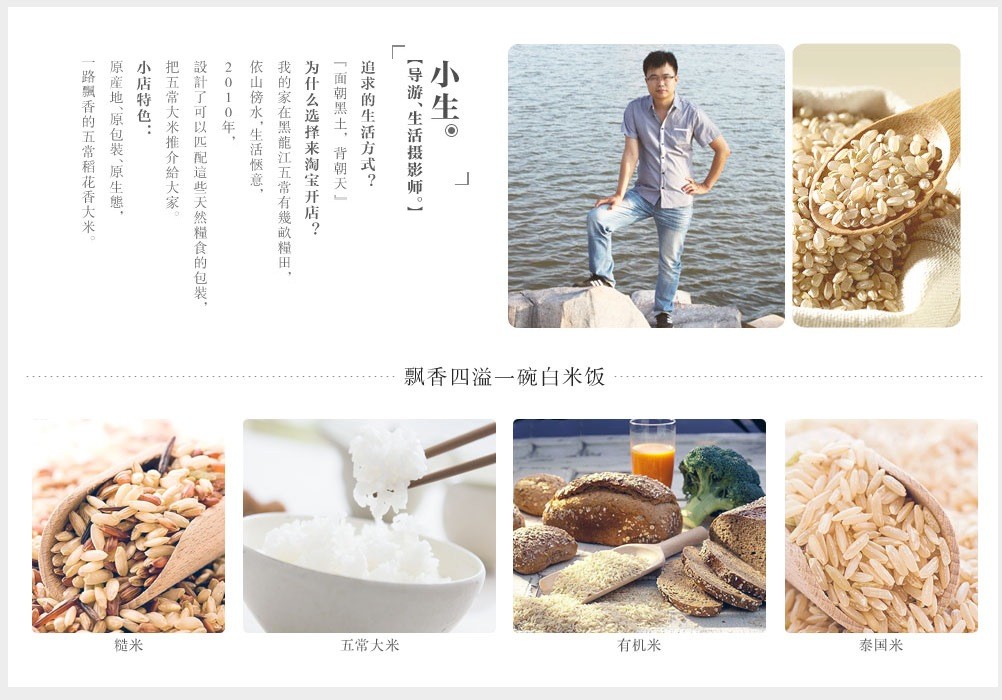 小生
【导游、生活摄影师。】
追求的生活方式？
『面朝黑土，背朝天』
为什么选择来淘宝开店？
我的家在黑龍江五常有幾畝糧田，
依山傍水，生活愜意，
2010年，
設計了可以匹配這些天然糧食的包裝，
把五常大米推介給大家。
小店特色：
原産地、原包裝、原生態，
一路飄香的五常稻花香大米。
飘香四溢一碗白米饭
糙米
五常大米
有机米
泰国米